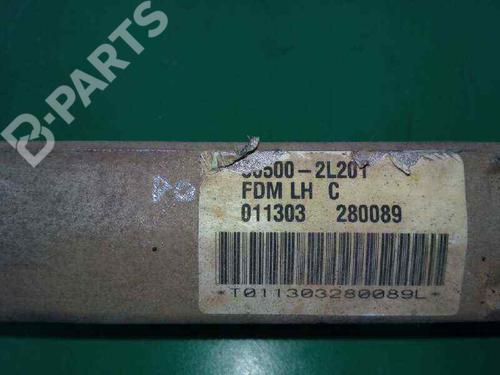 B-PARTS
-2L201
FDM LH C
011303 280089
*T011303280089L*